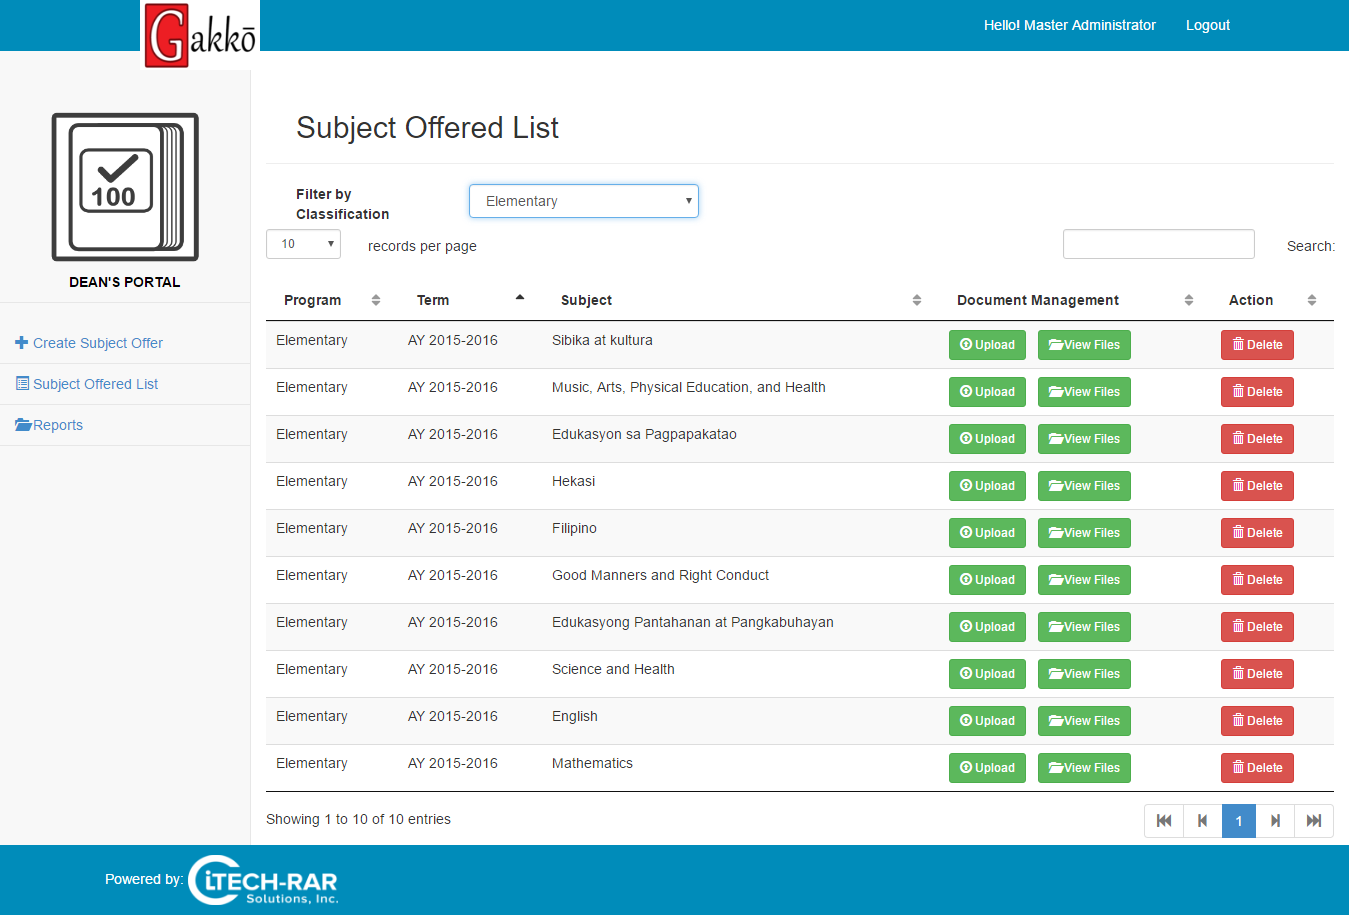 Gakkō
Hello! Master Administrator Logout
100
DEAN'S PORTAL
Create Subject Offer
Subject Offered List
Reports
Subject Offered List
Filter by
Classification
Elementary
10 records per page Search:
Program Term Subject Document Management Action
Elementary AY 2015-2016 Sibika at kultura Upload View Files Delete
Elementary AY 2015-2016 Music, Arts, Physical Education, and Health Upload View Files Delete
Elementary AY 2015-2016 Edukasyon sa Pagpapakatao Upload View Files Delete
Elementary AY 2015-2016 Hekasi Upload View Files Delete
Elementary AY 2015-2016 Filipino Upload View Files Delete
Elementary AY 2015-2016 Good Manners and Right Conduct Upload View Files Delete
Elementary AY 2015-2016 Edukasyong Pantahanan at Pangkabuhayan Upload View Files Delete
Elementary AY 2015-2016 Science and Health Upload View Files Delete
Elementary AY 2015-2016 English Upload View Files Delete
Elementary AY 2015-2016 Mathematics Upload View Files Delete
Showing 1 to 10 of 10 entries 1
Powered by: iTECH-RAR
Solutions, Inc.